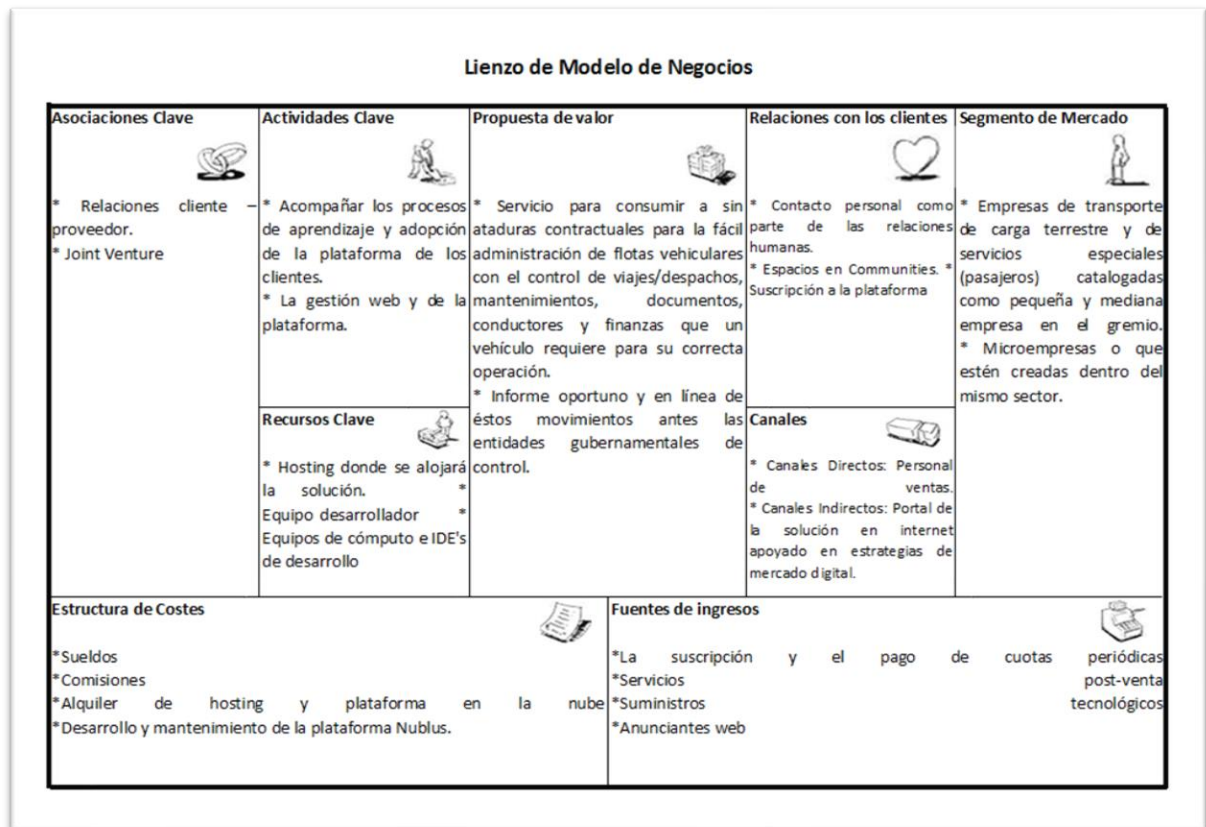 Lienzo de Modelo de Negocios
Asociaciones Clave
* Relaciones cliente –
proveedor.
* Joint Venture
Actividades Clave
* Acompañar los procesos
de aprendizaje y adopción
de la plataforma de los
clientes.
* La gestión web y de la
plataforma.
Recursos Clave
* Hosting donde se alojará
la solución. *
Equipo desarrollador *
Equipos de cómputo e IDE's
de desarrollo
Propuesta de valor
* Servicio para consumir a sin
ataduras contractuales para la fácil
administración de flotas vehiculares
con el control de viajes/despachos,
mantenimientos, documentos,
conductores y finanzas que un
vehículo requiere para su correcta
operación.
* Informe oportuno y en línea de
éstos movimientos antes las
entidades gubernamentales de
control.
Relaciones con los clientes
* Contacto personal como
parte de las relaciones
humanas.
* Espacios en Communities. *
Suscripción a la plataforma
Canales
* Canales Directos: Personal
de ventas.
* Canales Indirectos: Portal de
la solución en internet
apoyado en estrategias de
mercado digital.
Segmento de Mercado
* Empresas de transporte
de carga terrestre y de
servicios especiales
(pasajeros) catalogadas
como pequeña y mediana
empresa en el gremio.
* Microempresas o que
estén creadas dentro del
mismo sector.
Estructura de Costes
*Sueldos
*Comisiones
*Alquiler de hosting y plataforma en la nube
*Desarrollo y mantenimiento de la plataforma Nublus.
Fuentes de ingresos
*La suscripción y el pago de cuotas periódicas
*Servicios post-venta
*Suministros tecnológicos
*Anunciantes web